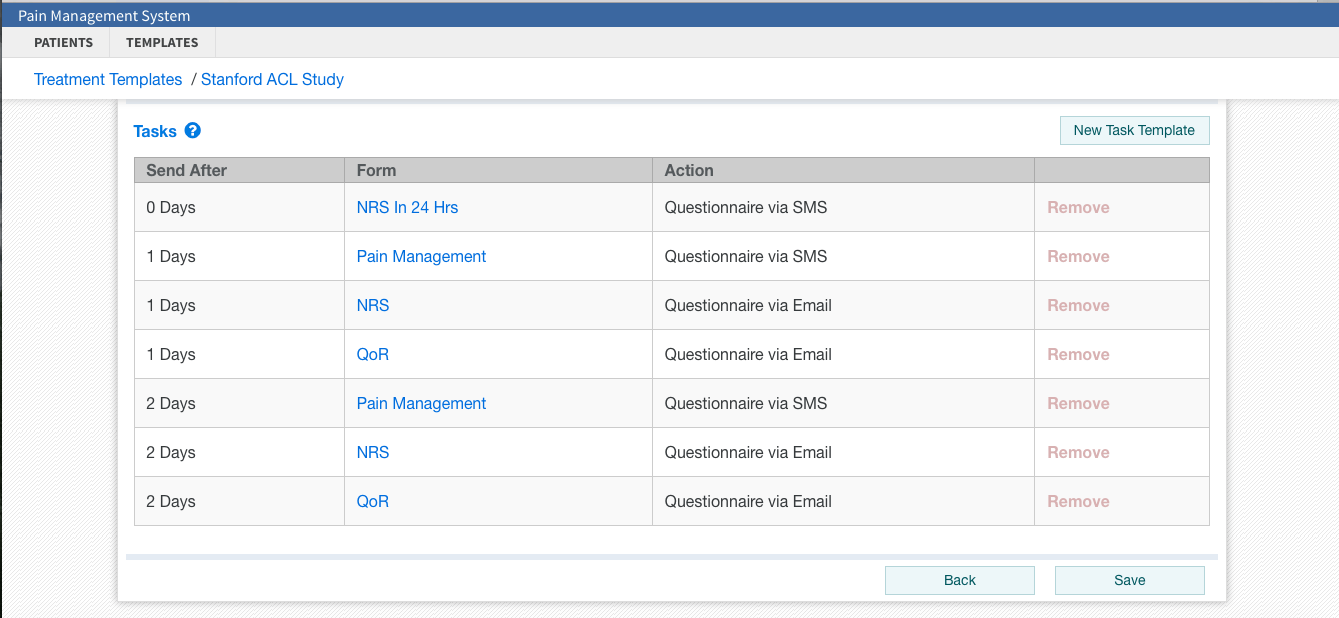 Pain Management System
PATIENTS TEMPLATES
Treatment Templates / Stanford ACL Study
Tasks ? New Task Template
Send After Form Action
0 Days NRS In 24 Hrs Questionnaire via SMS Remove
1 Days Pain Management Questionnaire via SMS Remove
1 Days NRS Questionnaire via Email Remove
1 Days QoR Questionnaire via Email Remove
2 Days Pain Management Questionnaire via SMS Remove
2 Days NRS Questionnaire via Email Remove
2 Days QoR Questionnaire via Email Remove
Back Save